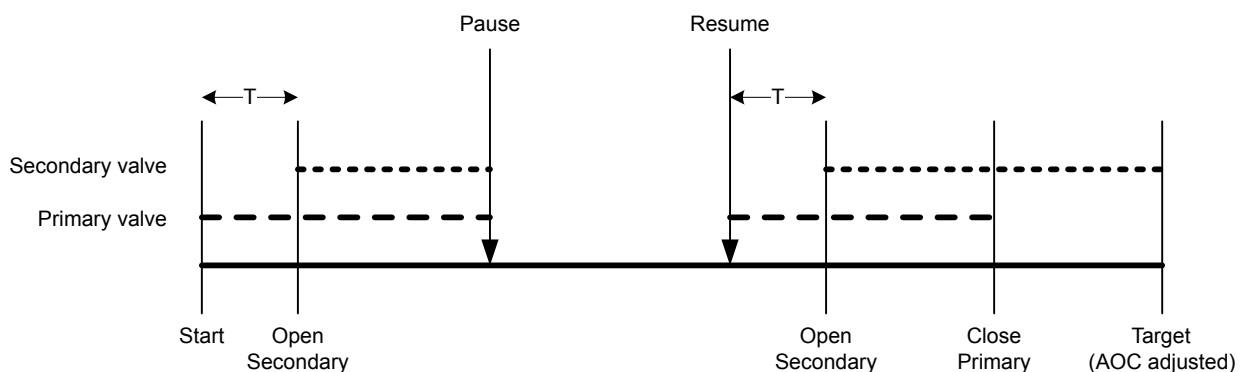 Pause
Resume
T
T
Secondary valve
Primary valve
Start
Open
Secondary
Open
Secondary
Close
Primary
Target
(AOC adjusted)